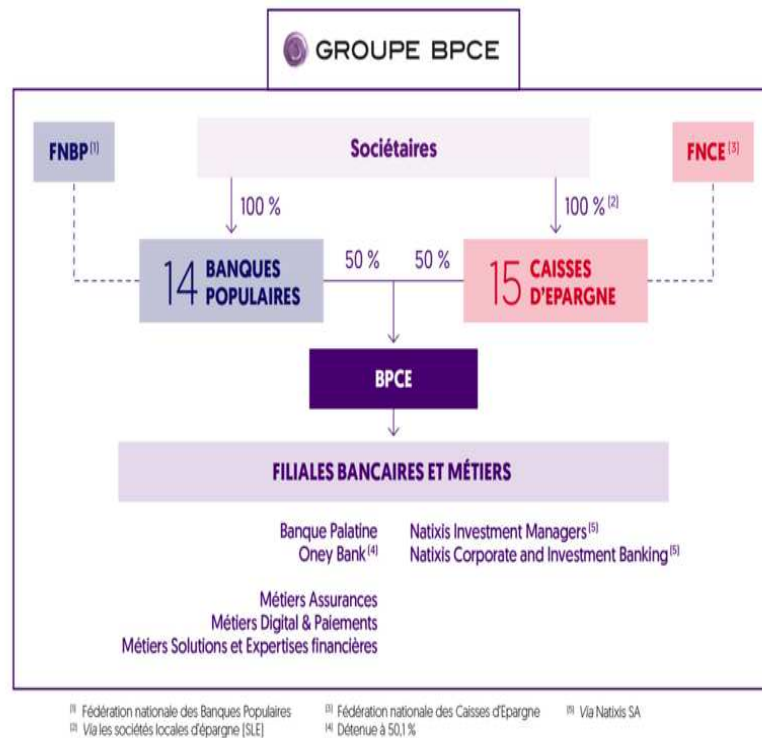 GROUPE BPCE
FNBP [1]
Sociétaires
FNCE [3]
100 %
100 % [2]
14 BANQUES POPULAIRES
50 %
50 %
15 CAISSES D'EPARGNE
BPCE
FILIALES BANCAIRES ET MÉTIERS
Banque Palatine
Oney Bank [4]
Natixis Investment Managers [5]
Natixis Corporate and Investment Banking [5]
Métiers Assurances
Métiers Digital & Paiements
Métiers Solutions et Expertises financières
[1] Fédération nationale des Banques Populaires
[2] Via les sociétés locales d'épargne [SLE]
[3] Fédération nationale des Caisses d'Epargne
[4] Détenue à 50,1 %
[5] Via Natixis SA